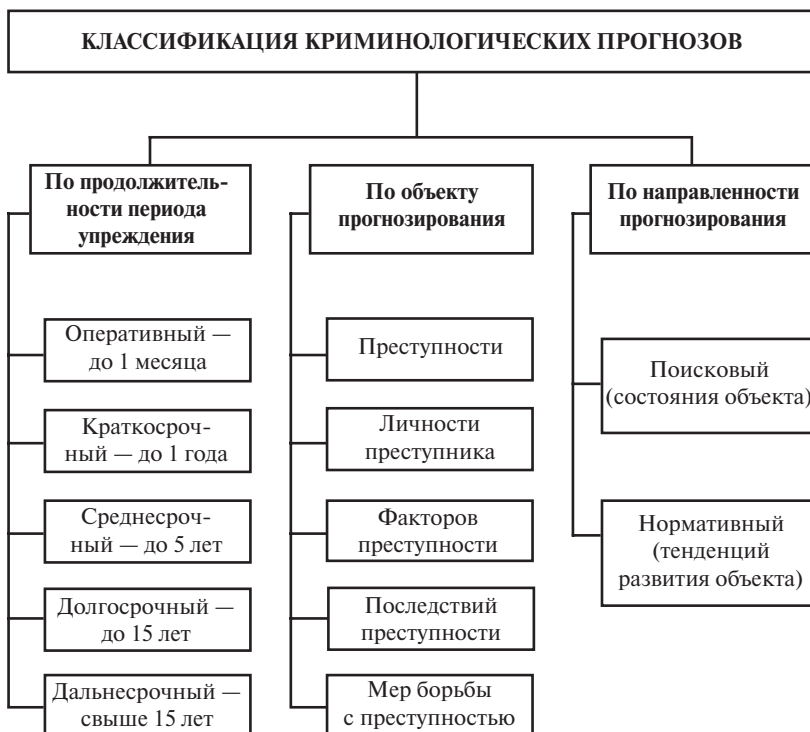 КЛАССИФИКАЦИЯ КРИМИНОЛОГИЧЕСКИХ ПРОГНОЗОВ
По продолжитель-
ности периода
упреждения
Оперативный —
до 1 месяца
Краткосроч-
ный — до 1 года
Среднесроч-
ный — до 5 лет
Долгосрочный —
до 15 лет
Дальнесрочный —
свыше 15 лет
По объекту
прогнозирования
Преступности
Личности
преступника
Факторов
преступности
Последствий
преступности
Мер борьбы
с преступностью
По направленности
прогнозирования
Поисковый
(состояния объекта)
Нормативный
(тенденций
развития объекта)